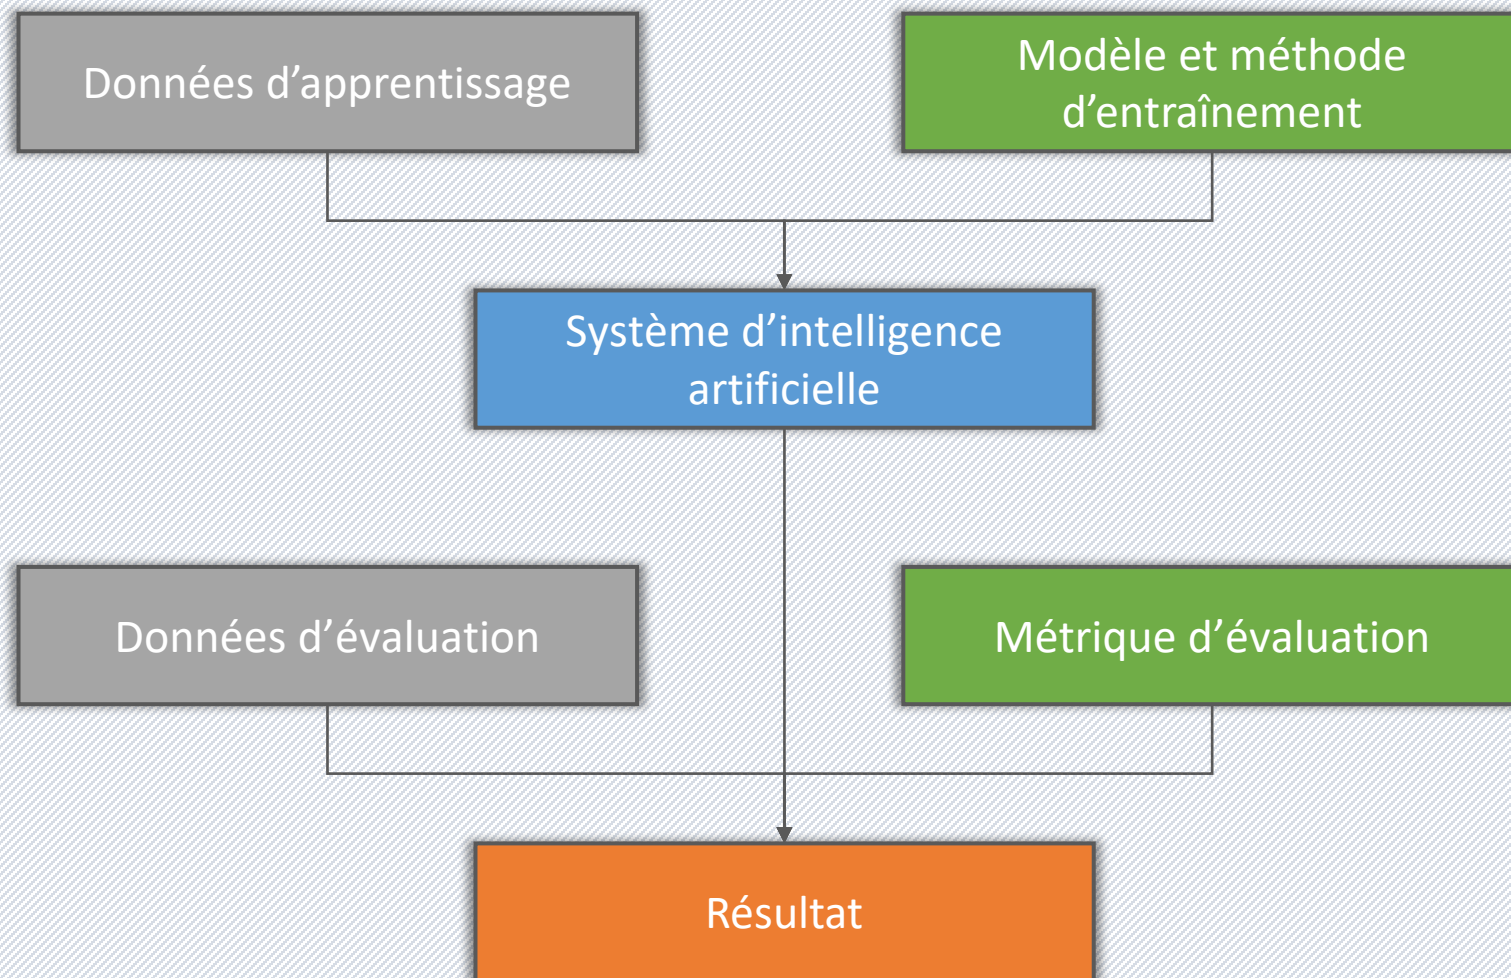 Données d’apprentissage
Modèle et méthode
d’entraînement
Système d’intelligence
artificielle
Données d’évaluation
Métrique d’évaluation
Résultat